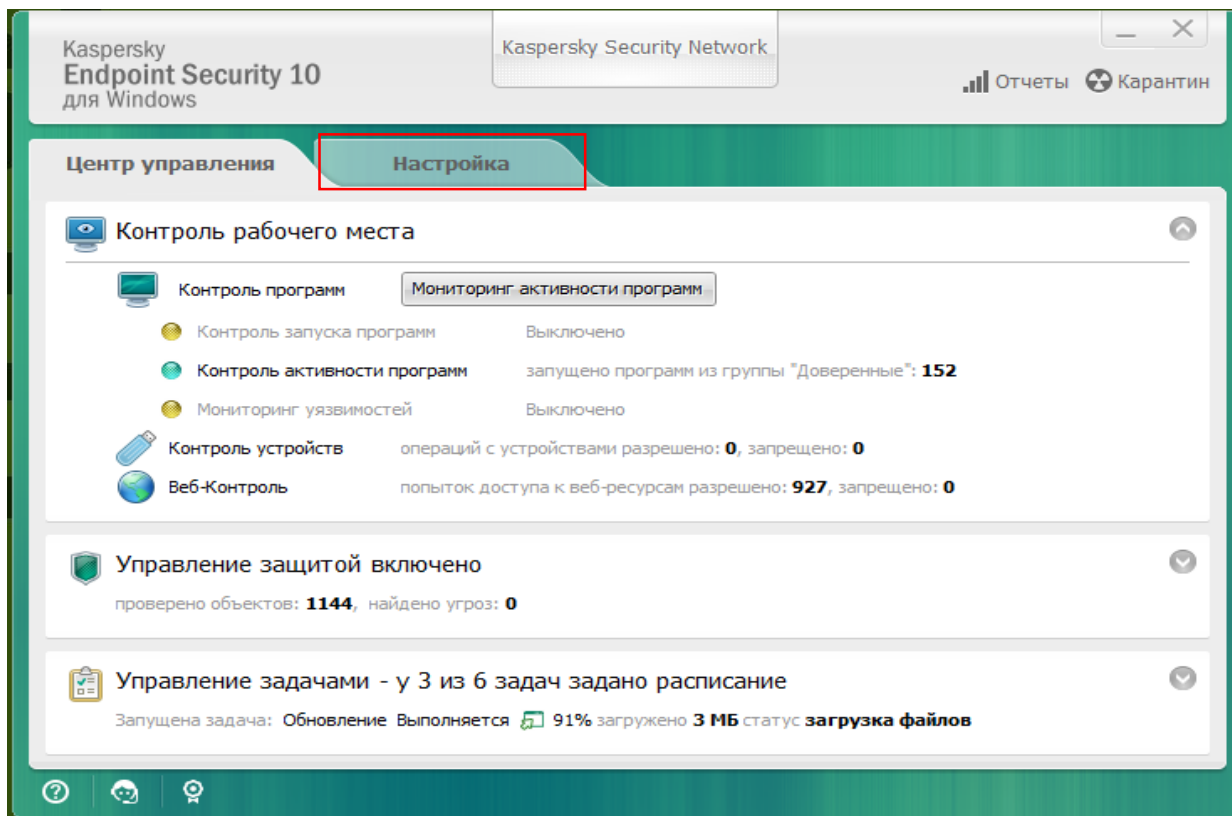 Kaspersky
Endpoint Security 10
для Windows
Kaspersky Security Network
Отчеты Карантин
Центр управления Настройка
Контроль рабочего места
Контроль программ Мониторинг активности программ
Контроль запуска программ Выключено
Контроль активности программ запущено программ из группы "Доверенные": 152
Мониторинг уязвимостей Выключено
Контроль устройств операций с устройствами разрешено: 0, запрещено: 0
Веб-Контроль попыток доступа к веб-ресурсам разрешено: 927, запрещено: 0
Управление защитой включено
проверено объектов: 1144, найдено угроз: 0
Управление задачами - у 3 из 6 задач задано расписание
Запущена задача: Обновление Выполняется 91% загружено 3 МБ статус загрузка файлов